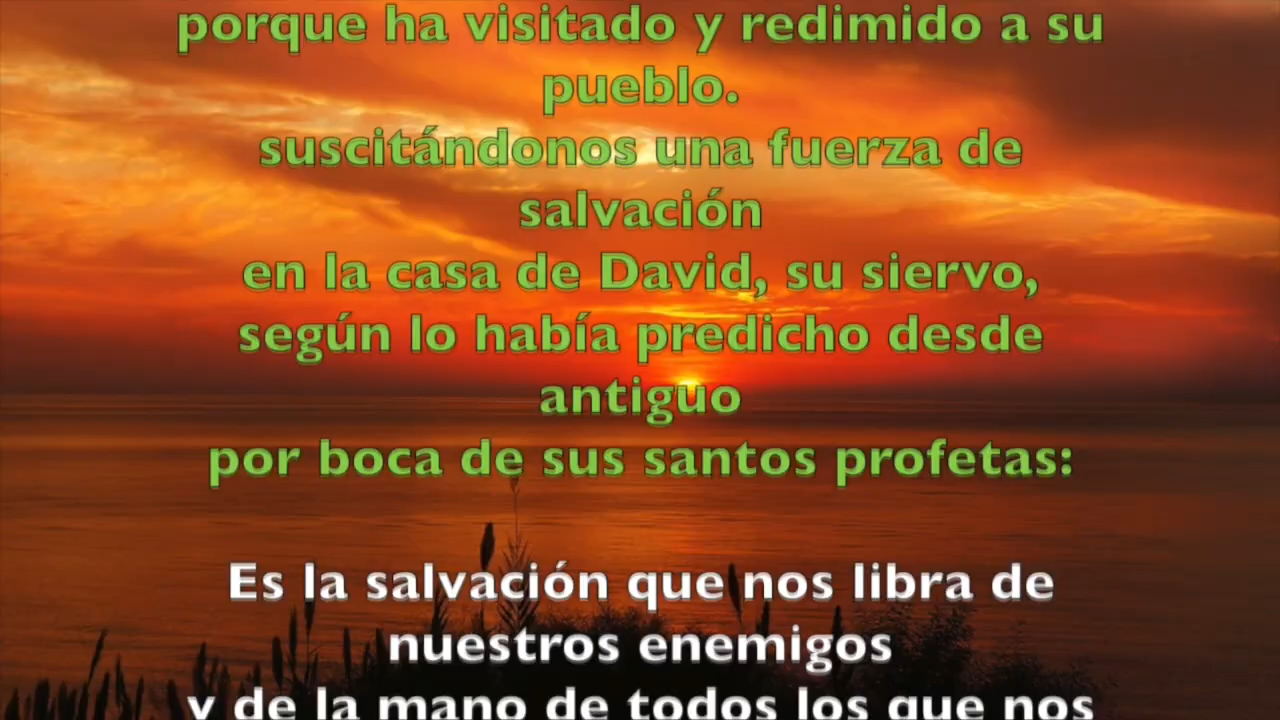 porque ha visitado y redimido a su
pueblo.
suscitándonos una fuerza de
salvación
en la casa de David, su siervo,
según lo había predicho desde
antiguo
por boca de sus santos profetas:
Es la salvación que nos libra de
nuestros enemigos
y de la mano de todos los que nos